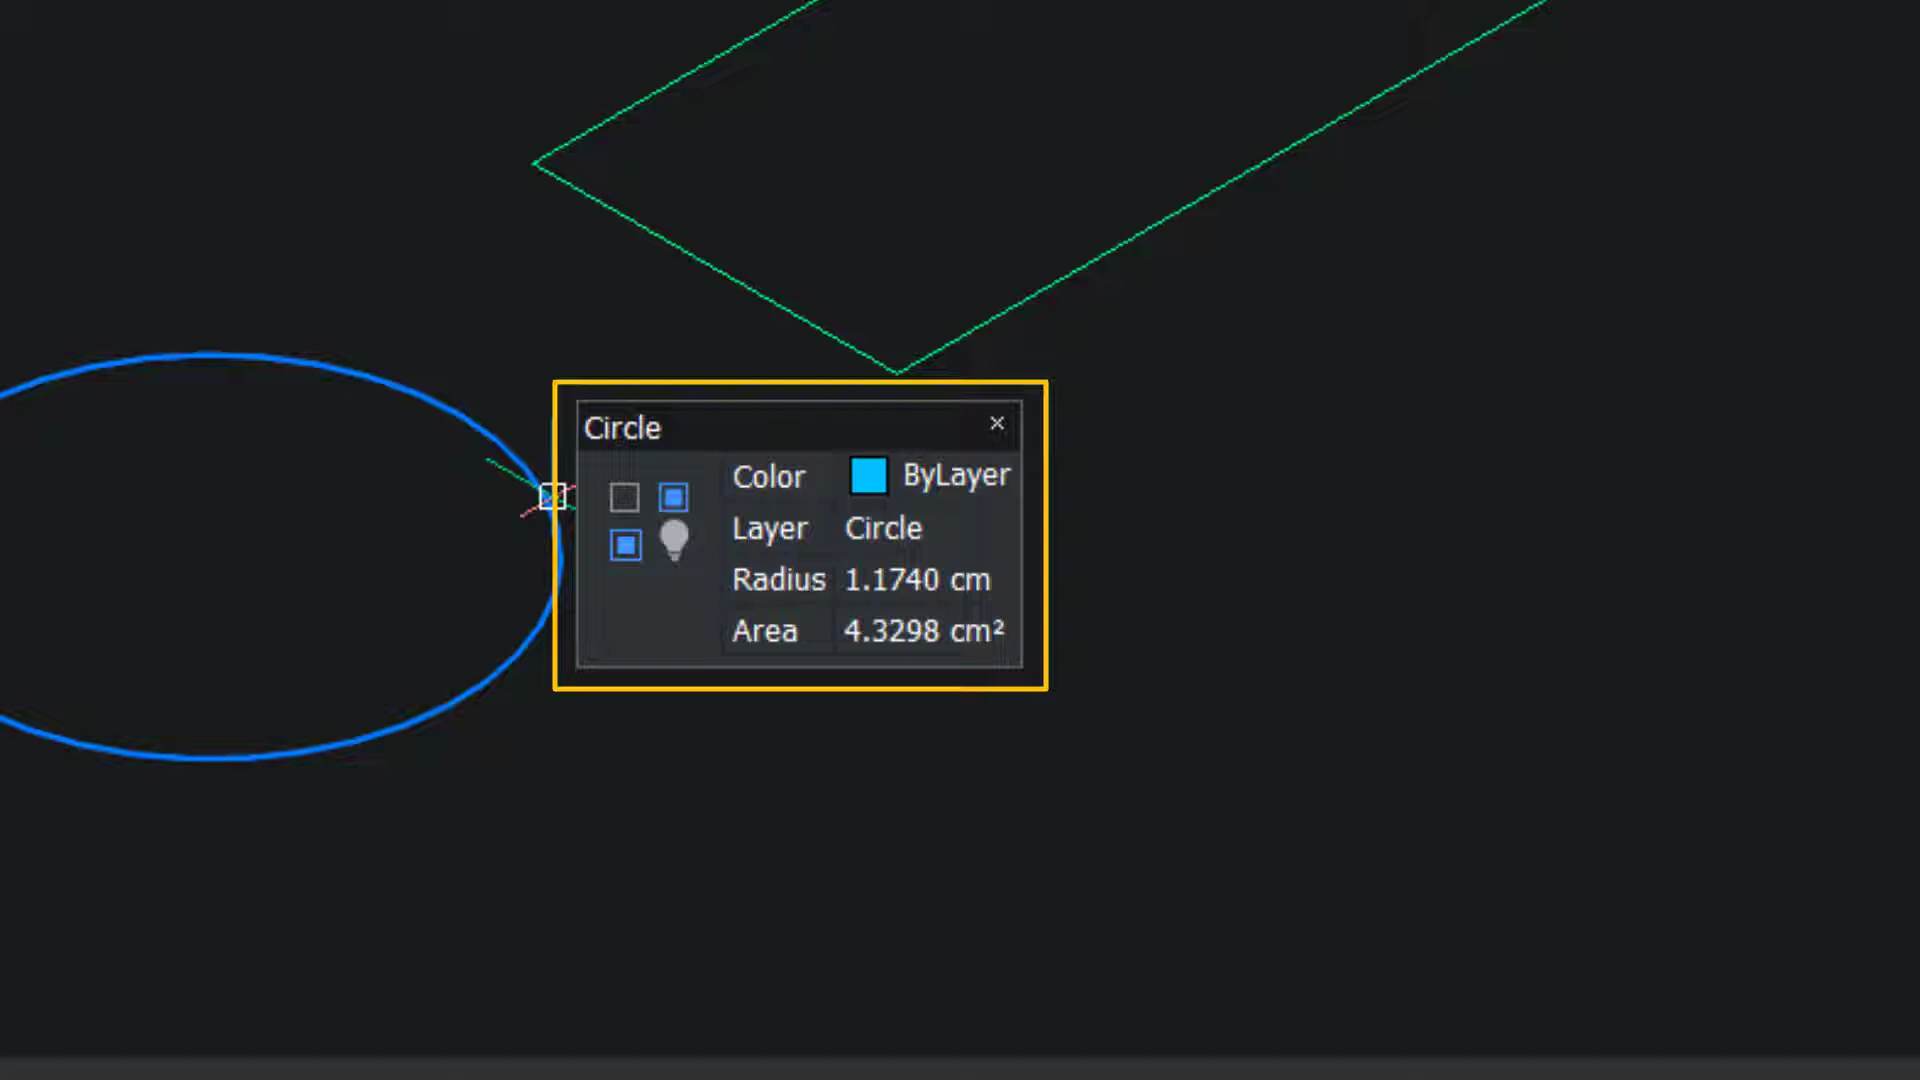 Circle
Color ByLayer
Layer Circle
Radius 1.1740 cm
Area 4.3298 cm²